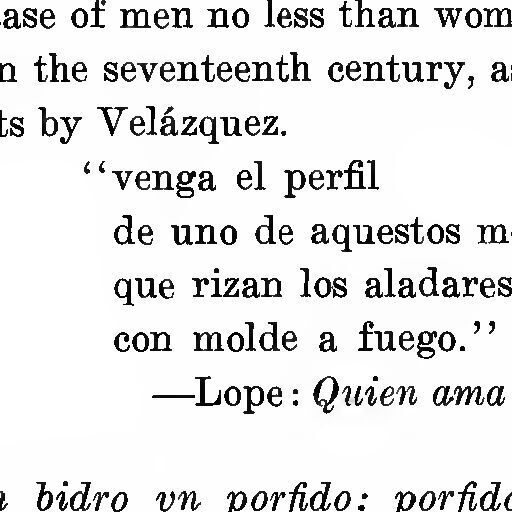 ase of men no less than wom
n the seventeenth century, a
ts by Velázquez.
“venga el perfil
de uno de aquestos m
que rizan los aladares
con molde a fuego.”
—Lope: Quien ama
bidro vn porfido: porfido